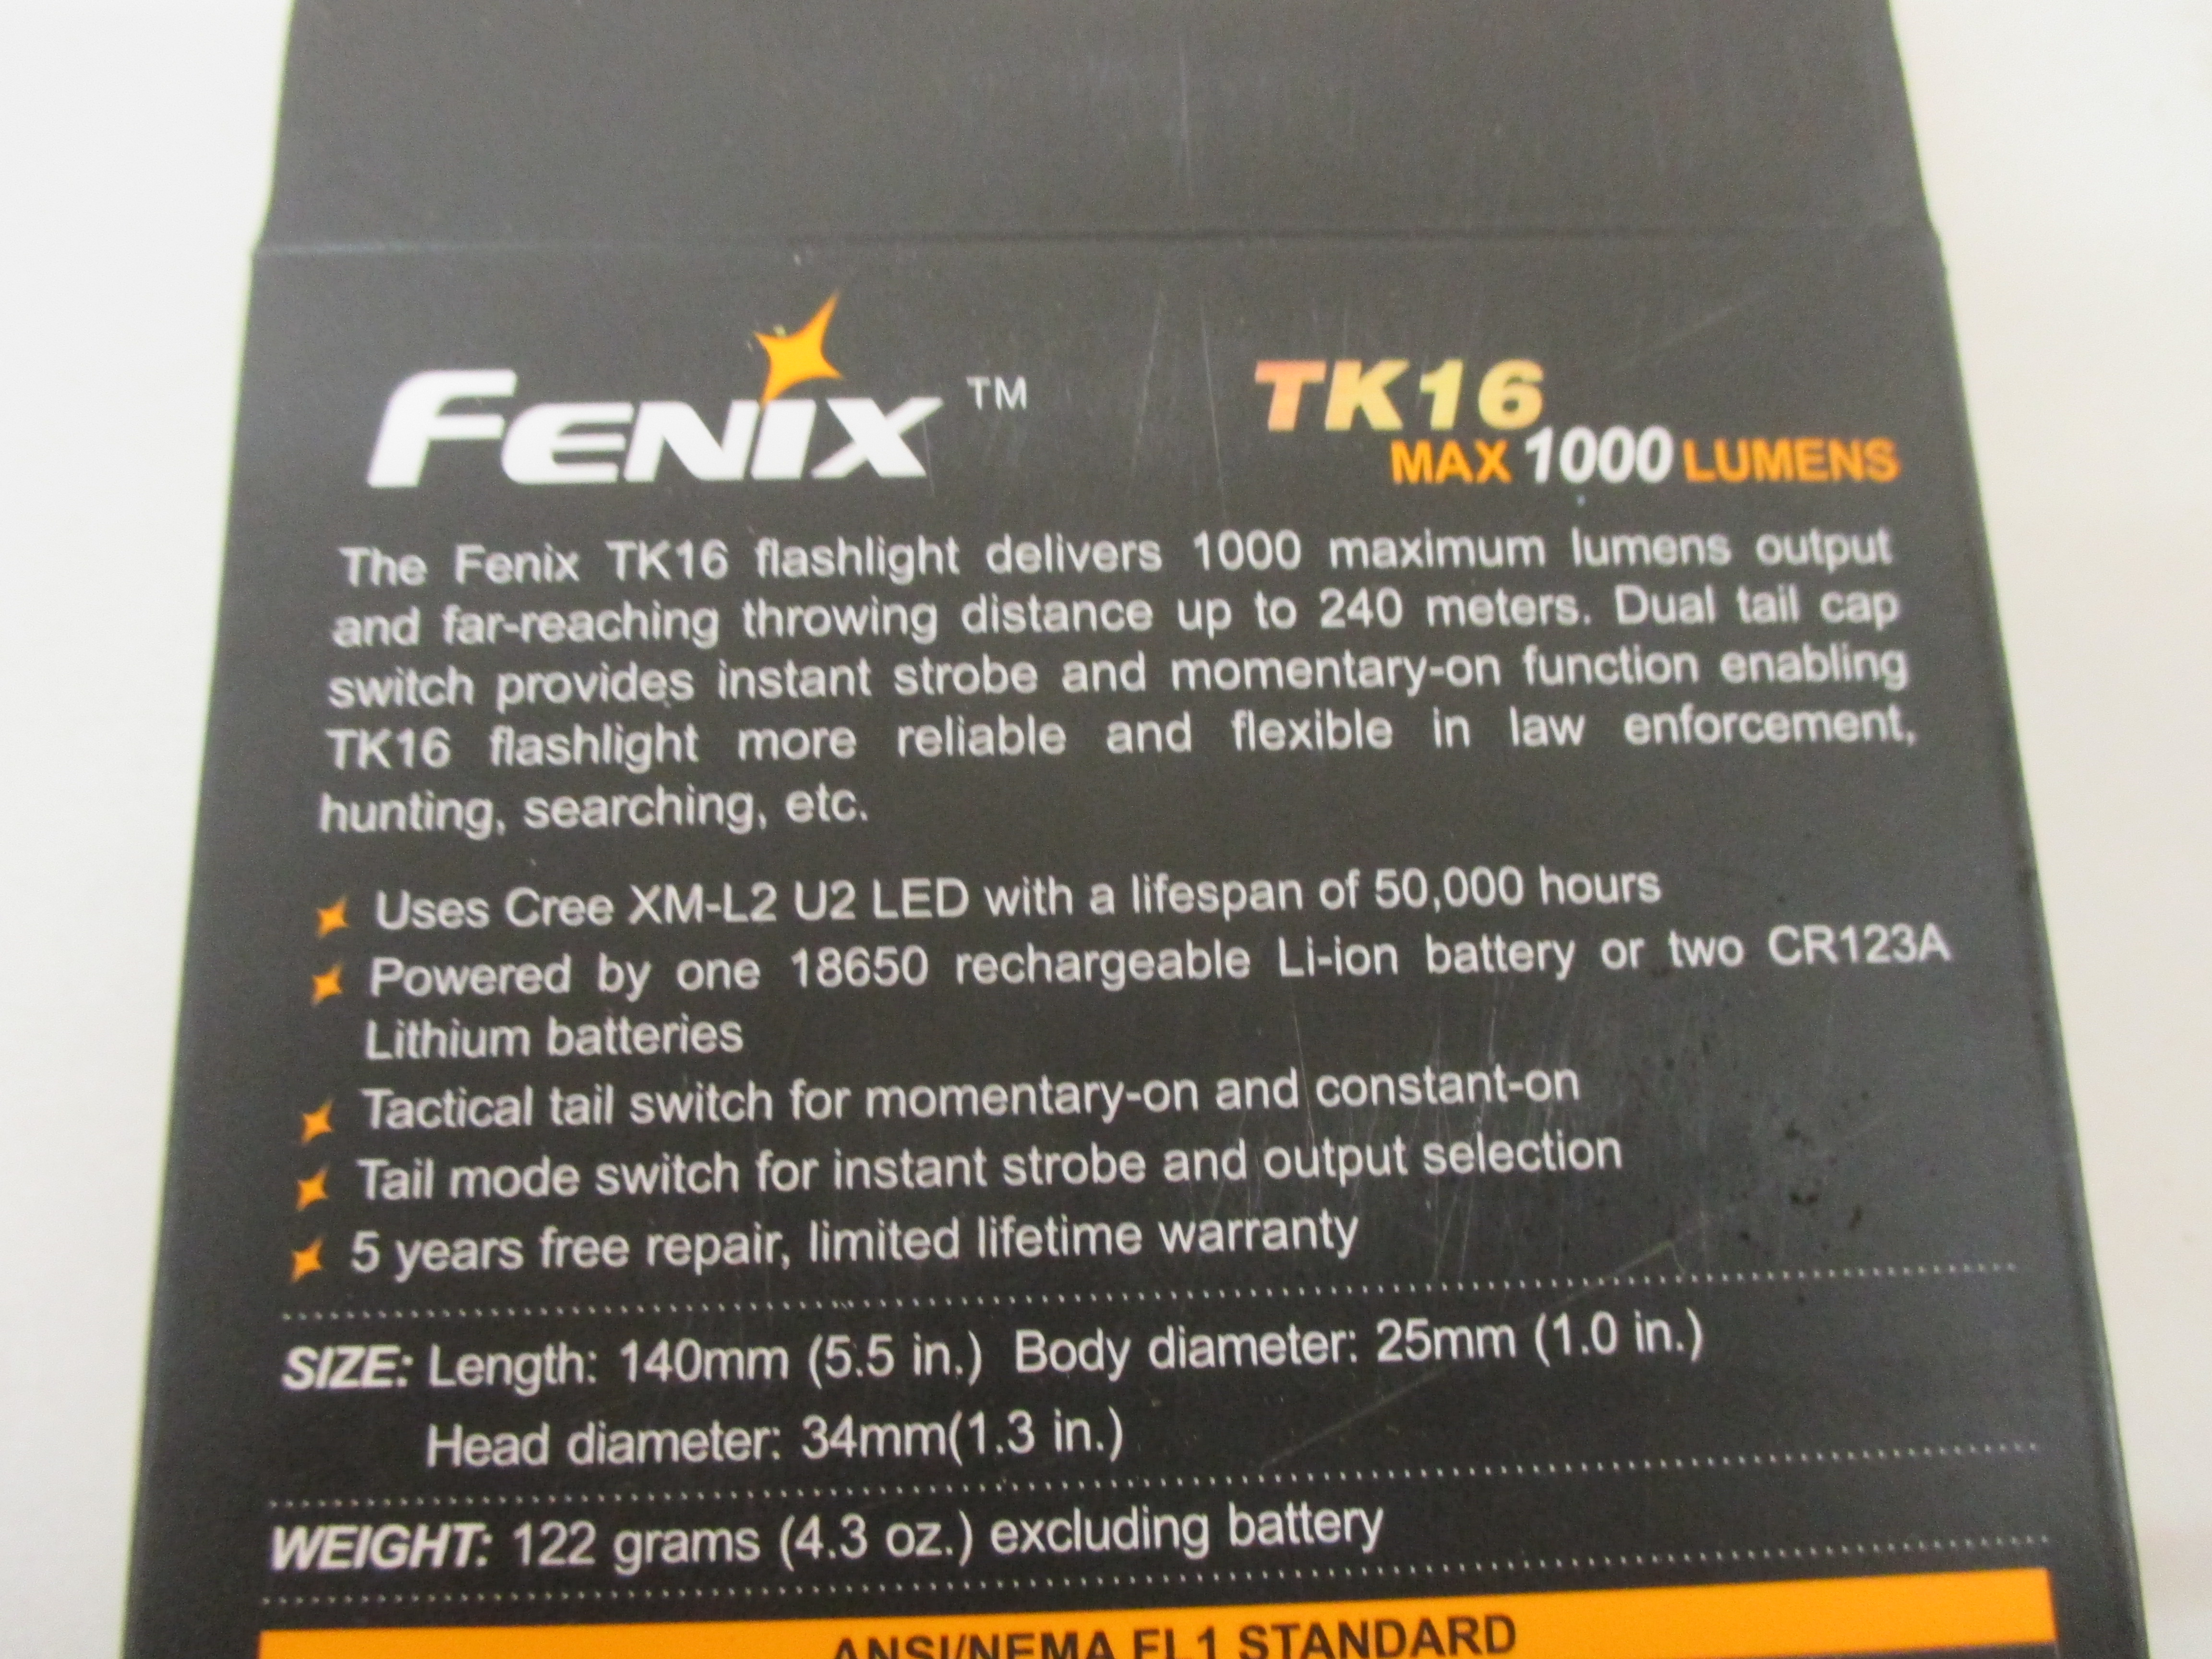 FENIX TM
TK16
MAX 1000 LUMENS
The Fenix TK16 flashlight delivers 1000 maximum lumens output
and far-reaching throwing distance up to 240 meters. Dual tail cap
switch provides instant strobe and momentary-on function enabling
TK16 flashlight more reliable and flexible in law enforcement,
hunting, searching, etc.
Uses Cree XM-L2 U2 LED with a lifespan of 50,000 hours
Powered by one 18650 rechargeable Li-ion battery or two CR123A
Lithium batteries
Tactical tail switch for momentary-on and constant-on
Tail mode switch for instant strobe and output selection
5 years free repair, limited lifetime warranty
SIZE: Length: 140mm (5.5 in.) Body diameter: 25mm (1.0 in.)
Head diameter: 34mm(1.3 in.)
WEIGHT: 122 grams (4.3 oz.) excluding battery
ANSI/NEMA FL1 STANDARD